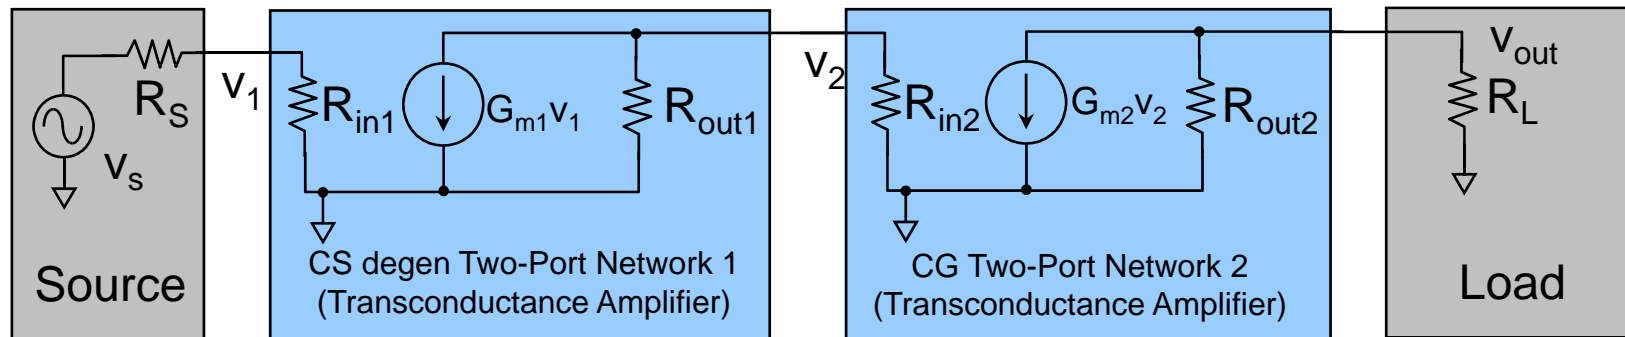 R_S
v_s
Source
v_1
R_in1
G_m1v_1
R_out1
CS degen Two-Port Network 1
(Transconductance Amplifier)
v_2
R_in2
G_m2v_2
R_out2
CG Two-Port Network 2
(Transconductance Amplifier)
v_out
R_L
Load